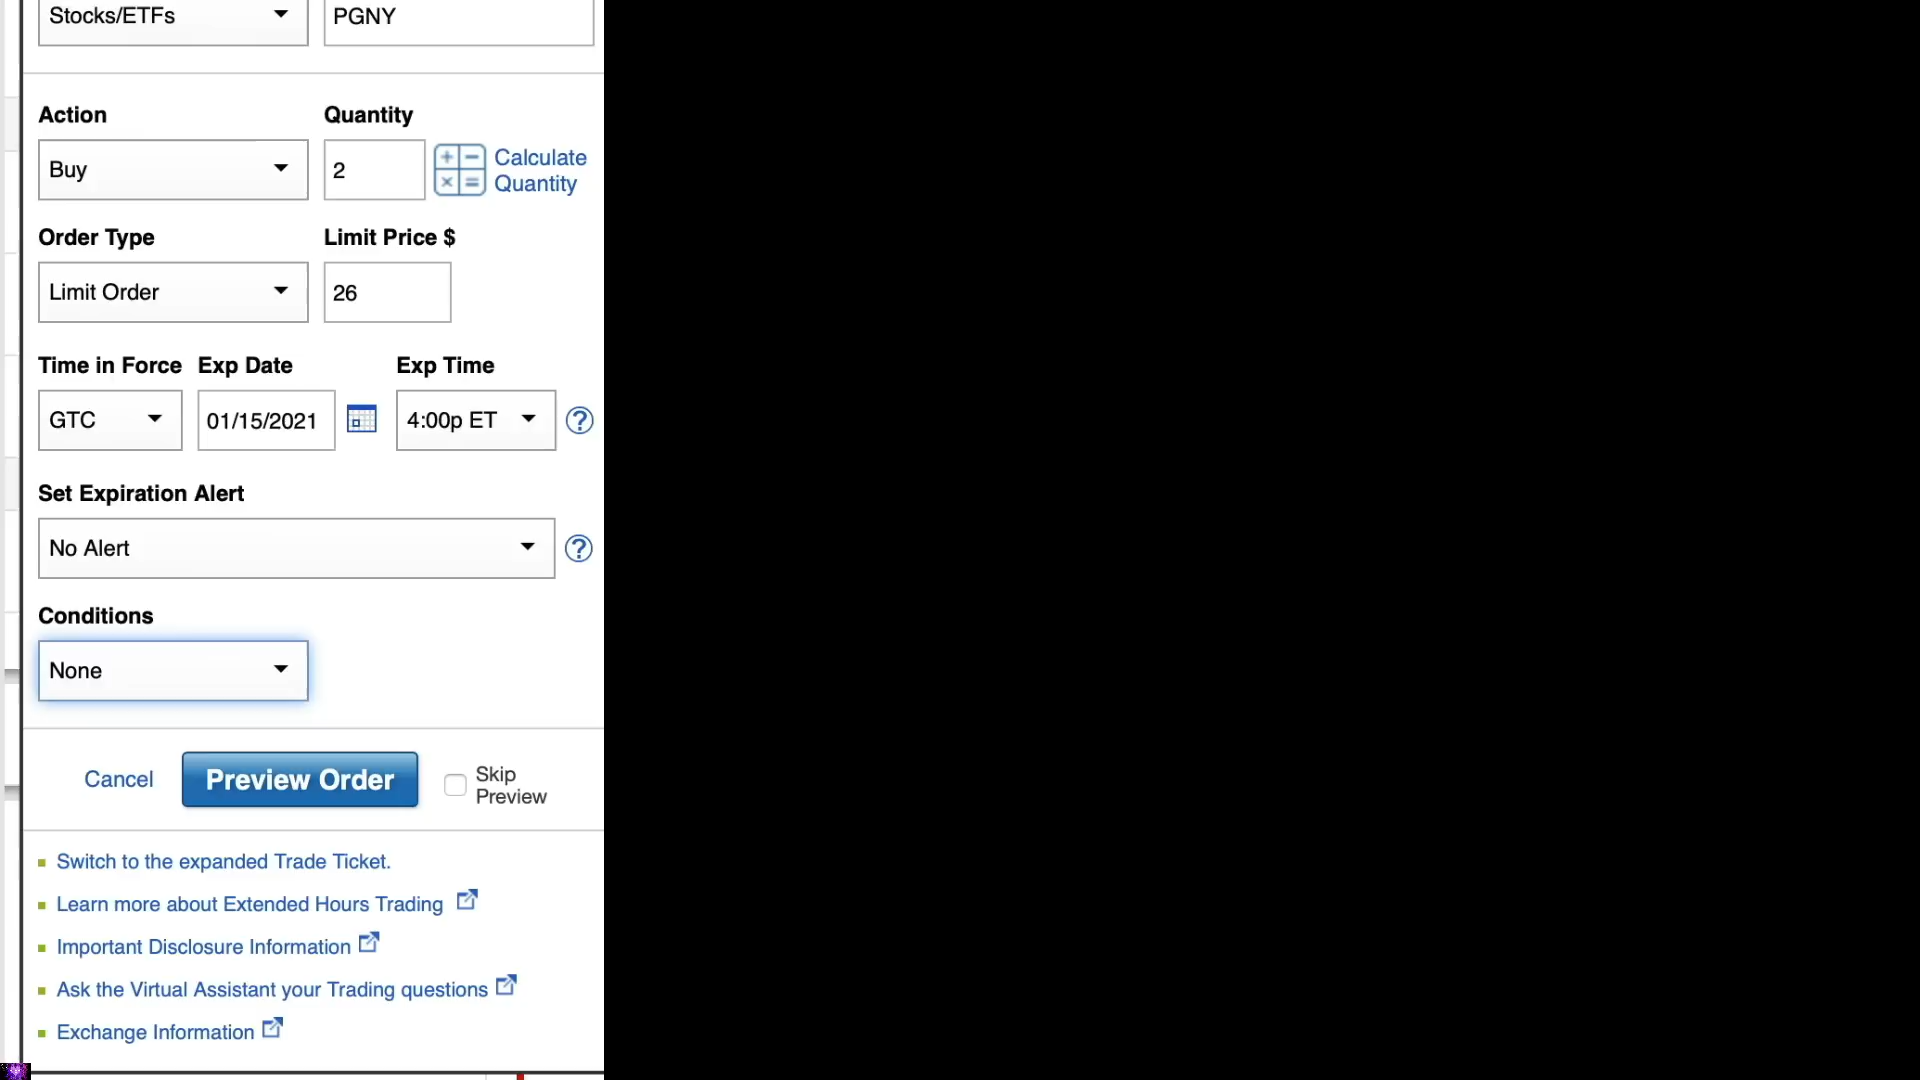 Stocks/ETFs PGNY
Action Quantity
Buy 2 Calculate
Quantity
Order Type Limit Price $
Limit Order 26
Time in Force Exp Date Exp Time
GTC 01/15/2021 4:00p ET ?
Set Expiration Alert
No Alert ?
Conditions
None
Cancel Preview Order Skip
Preview
Switch to the expanded Trade Ticket.
Learn more about Extended Hours Trading
Important Disclosure Information
Ask the Virtual Assistant your Trading questions
Exchange Information